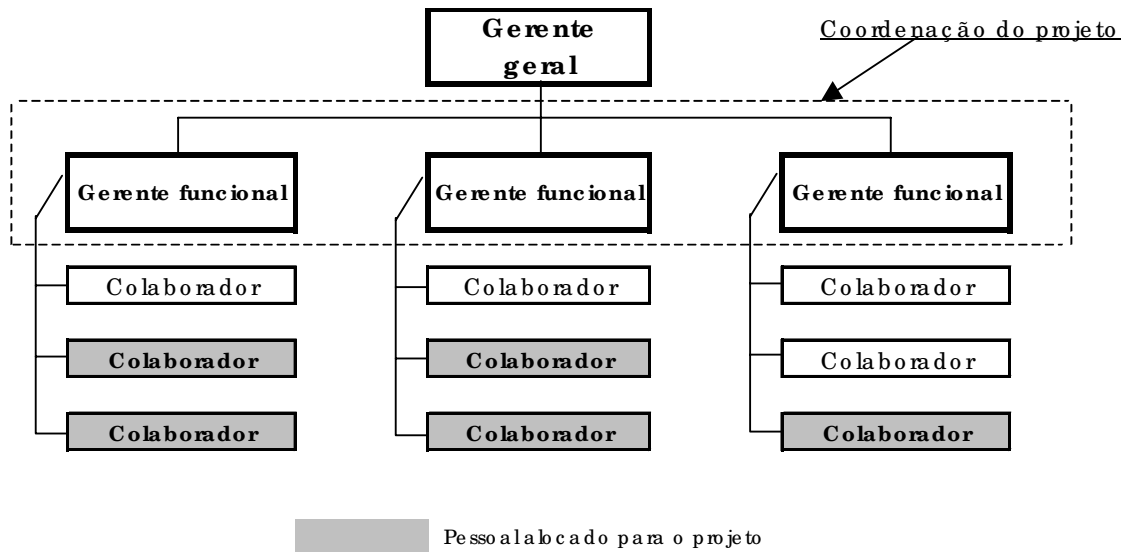 Gerente
geral
Coordenação do projeto
Gerente funcional
Gerente funcional
Gerente funcional
Colaborador
Colaborador
Colaborador
Colaborador
Colaborador
Colaborador
Colaborador
Colaborador
Colaborador
Pessoal alocado para o projeto